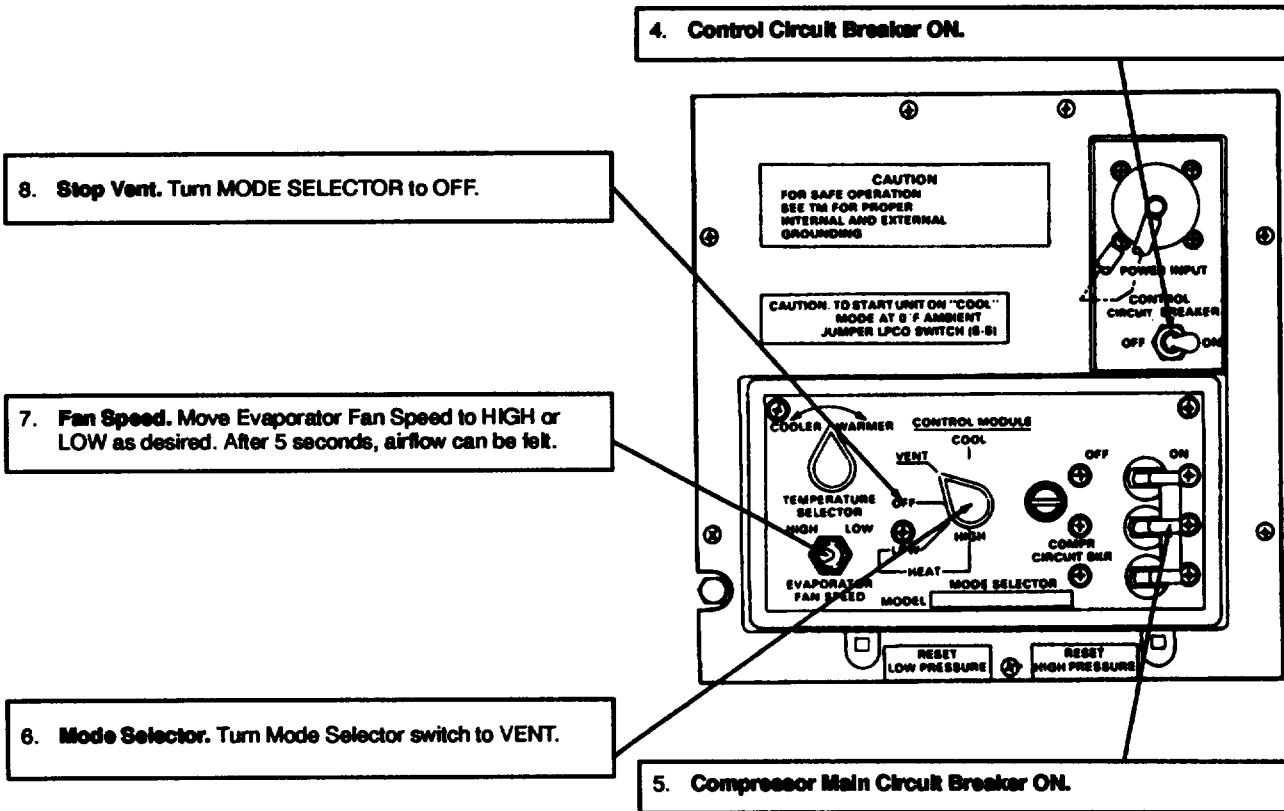 4. Control Circuit Breaker ON.
8. Stop Vent. Turn MODE SELECTOR to OFF.
CAUTION
FOR SAFE OPERATION
SEE TM FOR PROPER
INTERNAL AND EXTERNAL
GROUNDING
POWER INPUT
CONTROL
CIRCUIT BREAKER
OFF ON
CAUTION. TO START UNIT ON "COOL"
MODE AT 0°F AMBIENT
JUMPER LPCO SWITCH (S-5)
7. Fan Speed. Move Evaporator Fan Speed to HIGH or
LOW as desired. After 5 seconds, airflow can be felt.
COOLER WARMER
CONTROL MODULE
COOL
VENT
OFF
OFF ON
TEMPERATURE
SELECTOR
HIGH LOW
LOW
HIGH
HEAT
COMPR
CIRCUIT BKR
EVAPORATOR
FAN SPEED
MODE SELECTOR
MODEL
RESET
LOW PRESSURE
RESET
HIGH PRESSURE
6. Mode Selector. Turn Mode Selector switch to VENT.
5. Compressor Main Circuit Breaker ON.